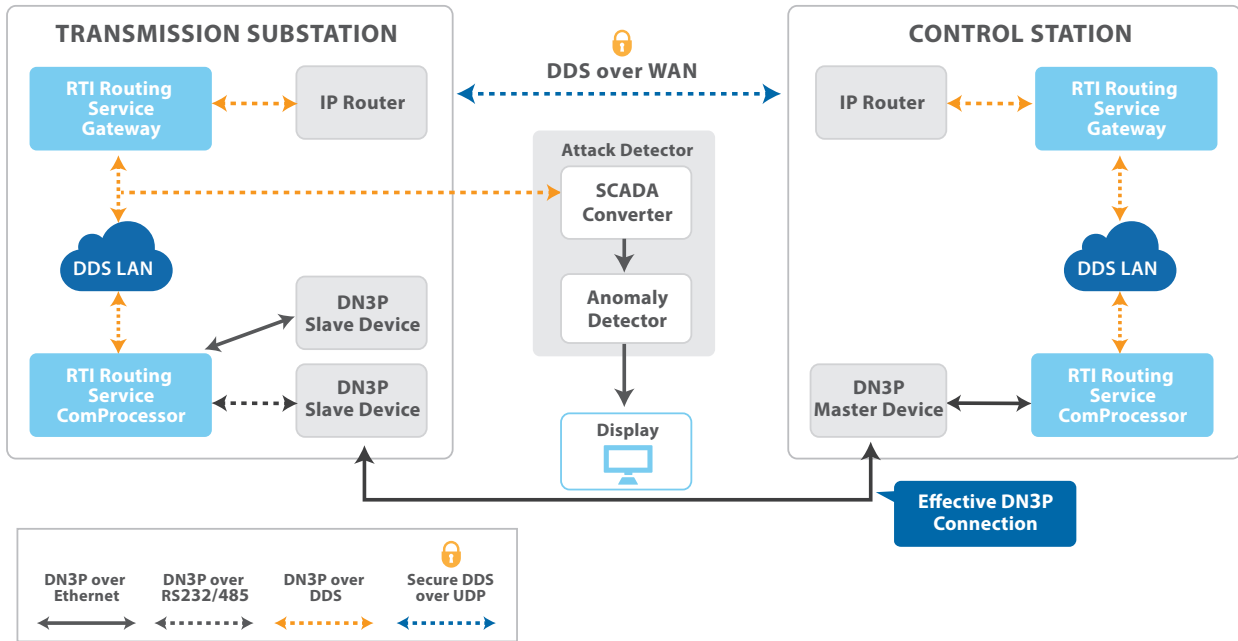 TRANSMISSION SUBSTATION
RTI Routing
Service
Gateway
IP Router
DDS LAN
DN3P
Slave Device
RTI Routing
Service
ComProcessor
DN3P
Slave Device
DDS over WAN
Attack Detector
SCADA
Converter
Anomaly
Detector
Display
CONTROL STATION
IP Router
RTI Routing
Service
Gateway
DDS LAN
DN3P
Master Device
RTI Routing
Service
ComProcessor
Effective DN3P
Connection
DN3P over
Ethernet
DN3P over
RS232/485
DN3P over
DDS
Secure DDS
over UDP